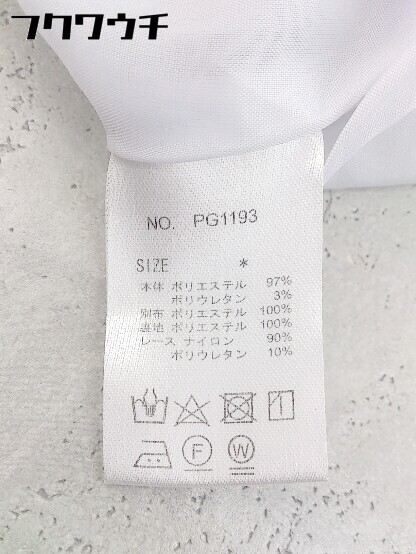 フクワウチ
NO. PG1193
SIZE *
本体 ポリエステル 97%
ポリウレタン 3%
別布 ポリエステル 100%
裏地 ポリエステル 100%
レース ナイロン 90%
ポリウレタン 10%
F W